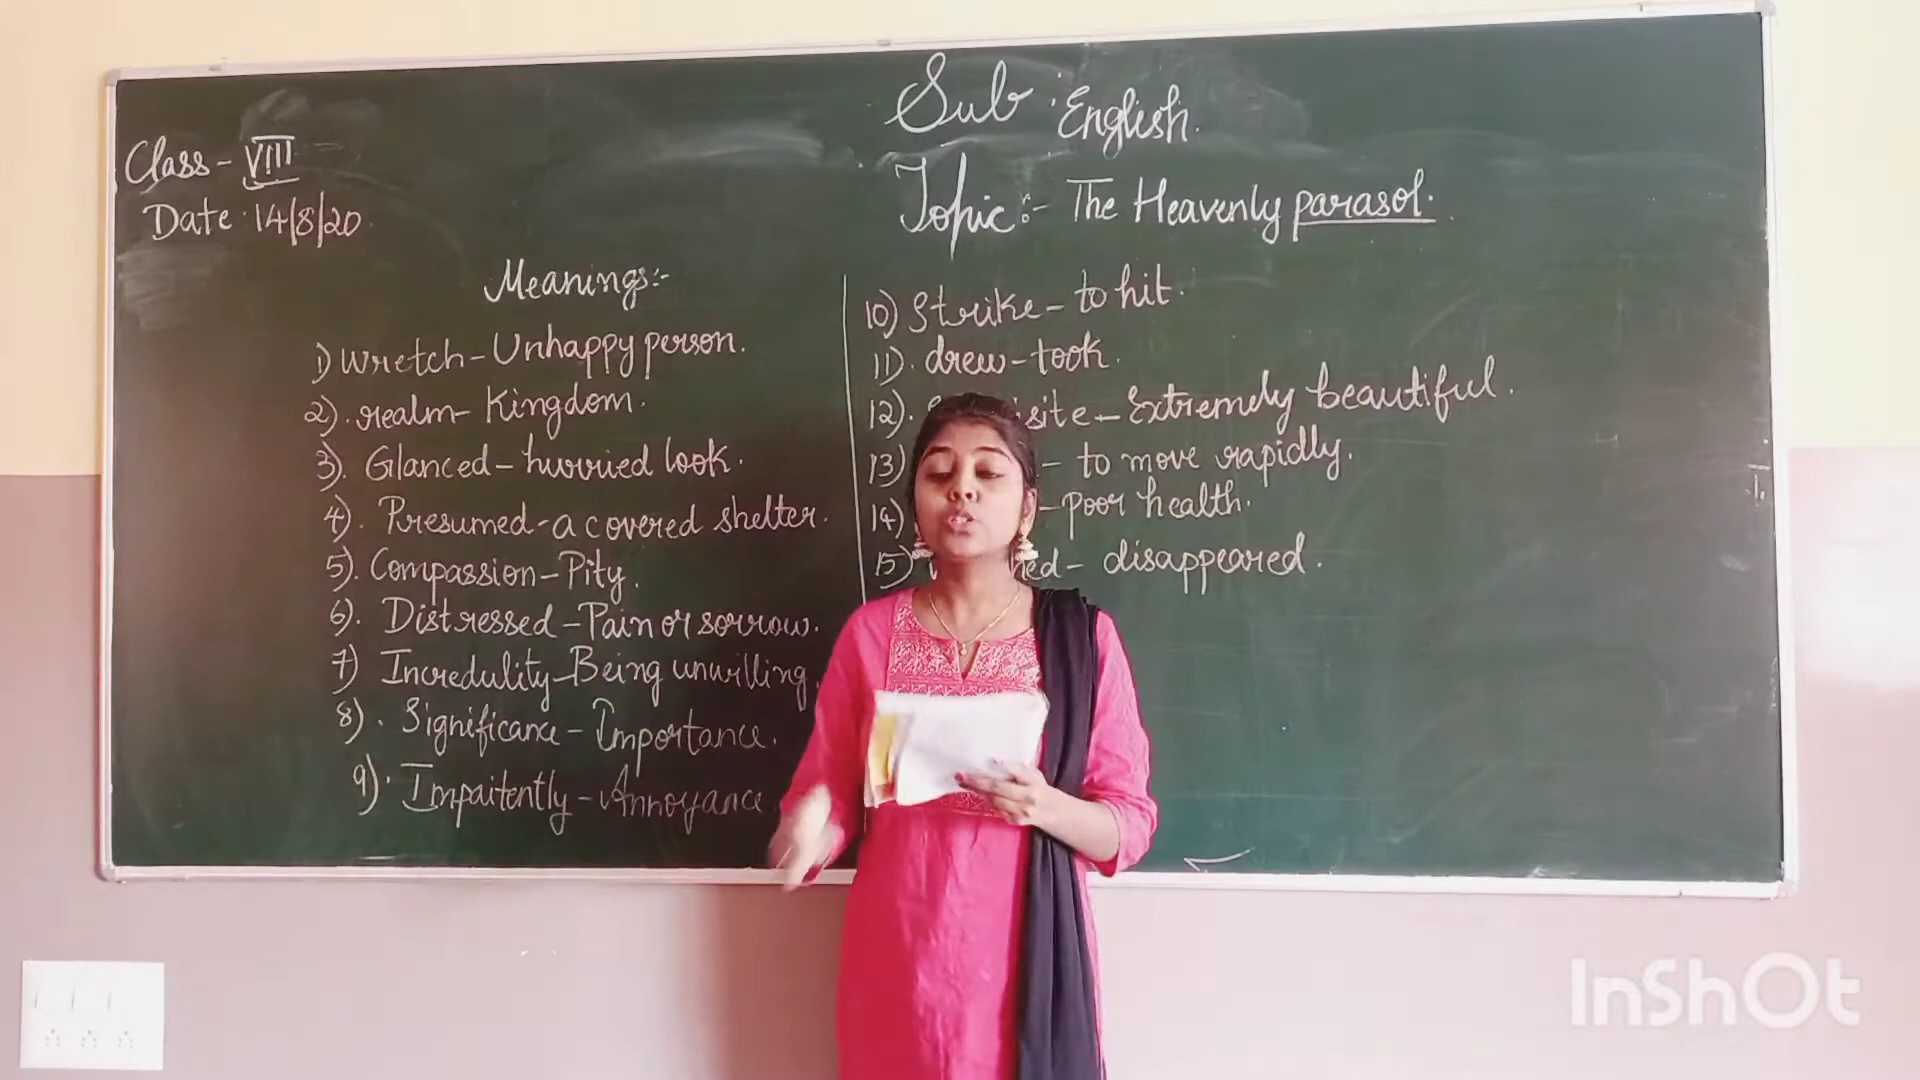 Sub : English.
Class - VIII
Topic :- The Heavenly parasol.
Date : 14/8/20
Meanings:-
1) Wretch - Unhappy person.
2). realm - Kingdom.
3). Glanced - hurried look.
4). Presumed - a covered shelter.
5). Compassion - Pity.
6). Distressed - Pain or sorrow.
7) Incredulity - Being unwilling.
8). Significance - Importance.
9). Impaitently - Annoyance
10) Strike - to hit.
11). drew - took.
12). - Extremely beautiful.
13) - to move rapidly.
14) - poor health.
15) - disappeared.
InShOt